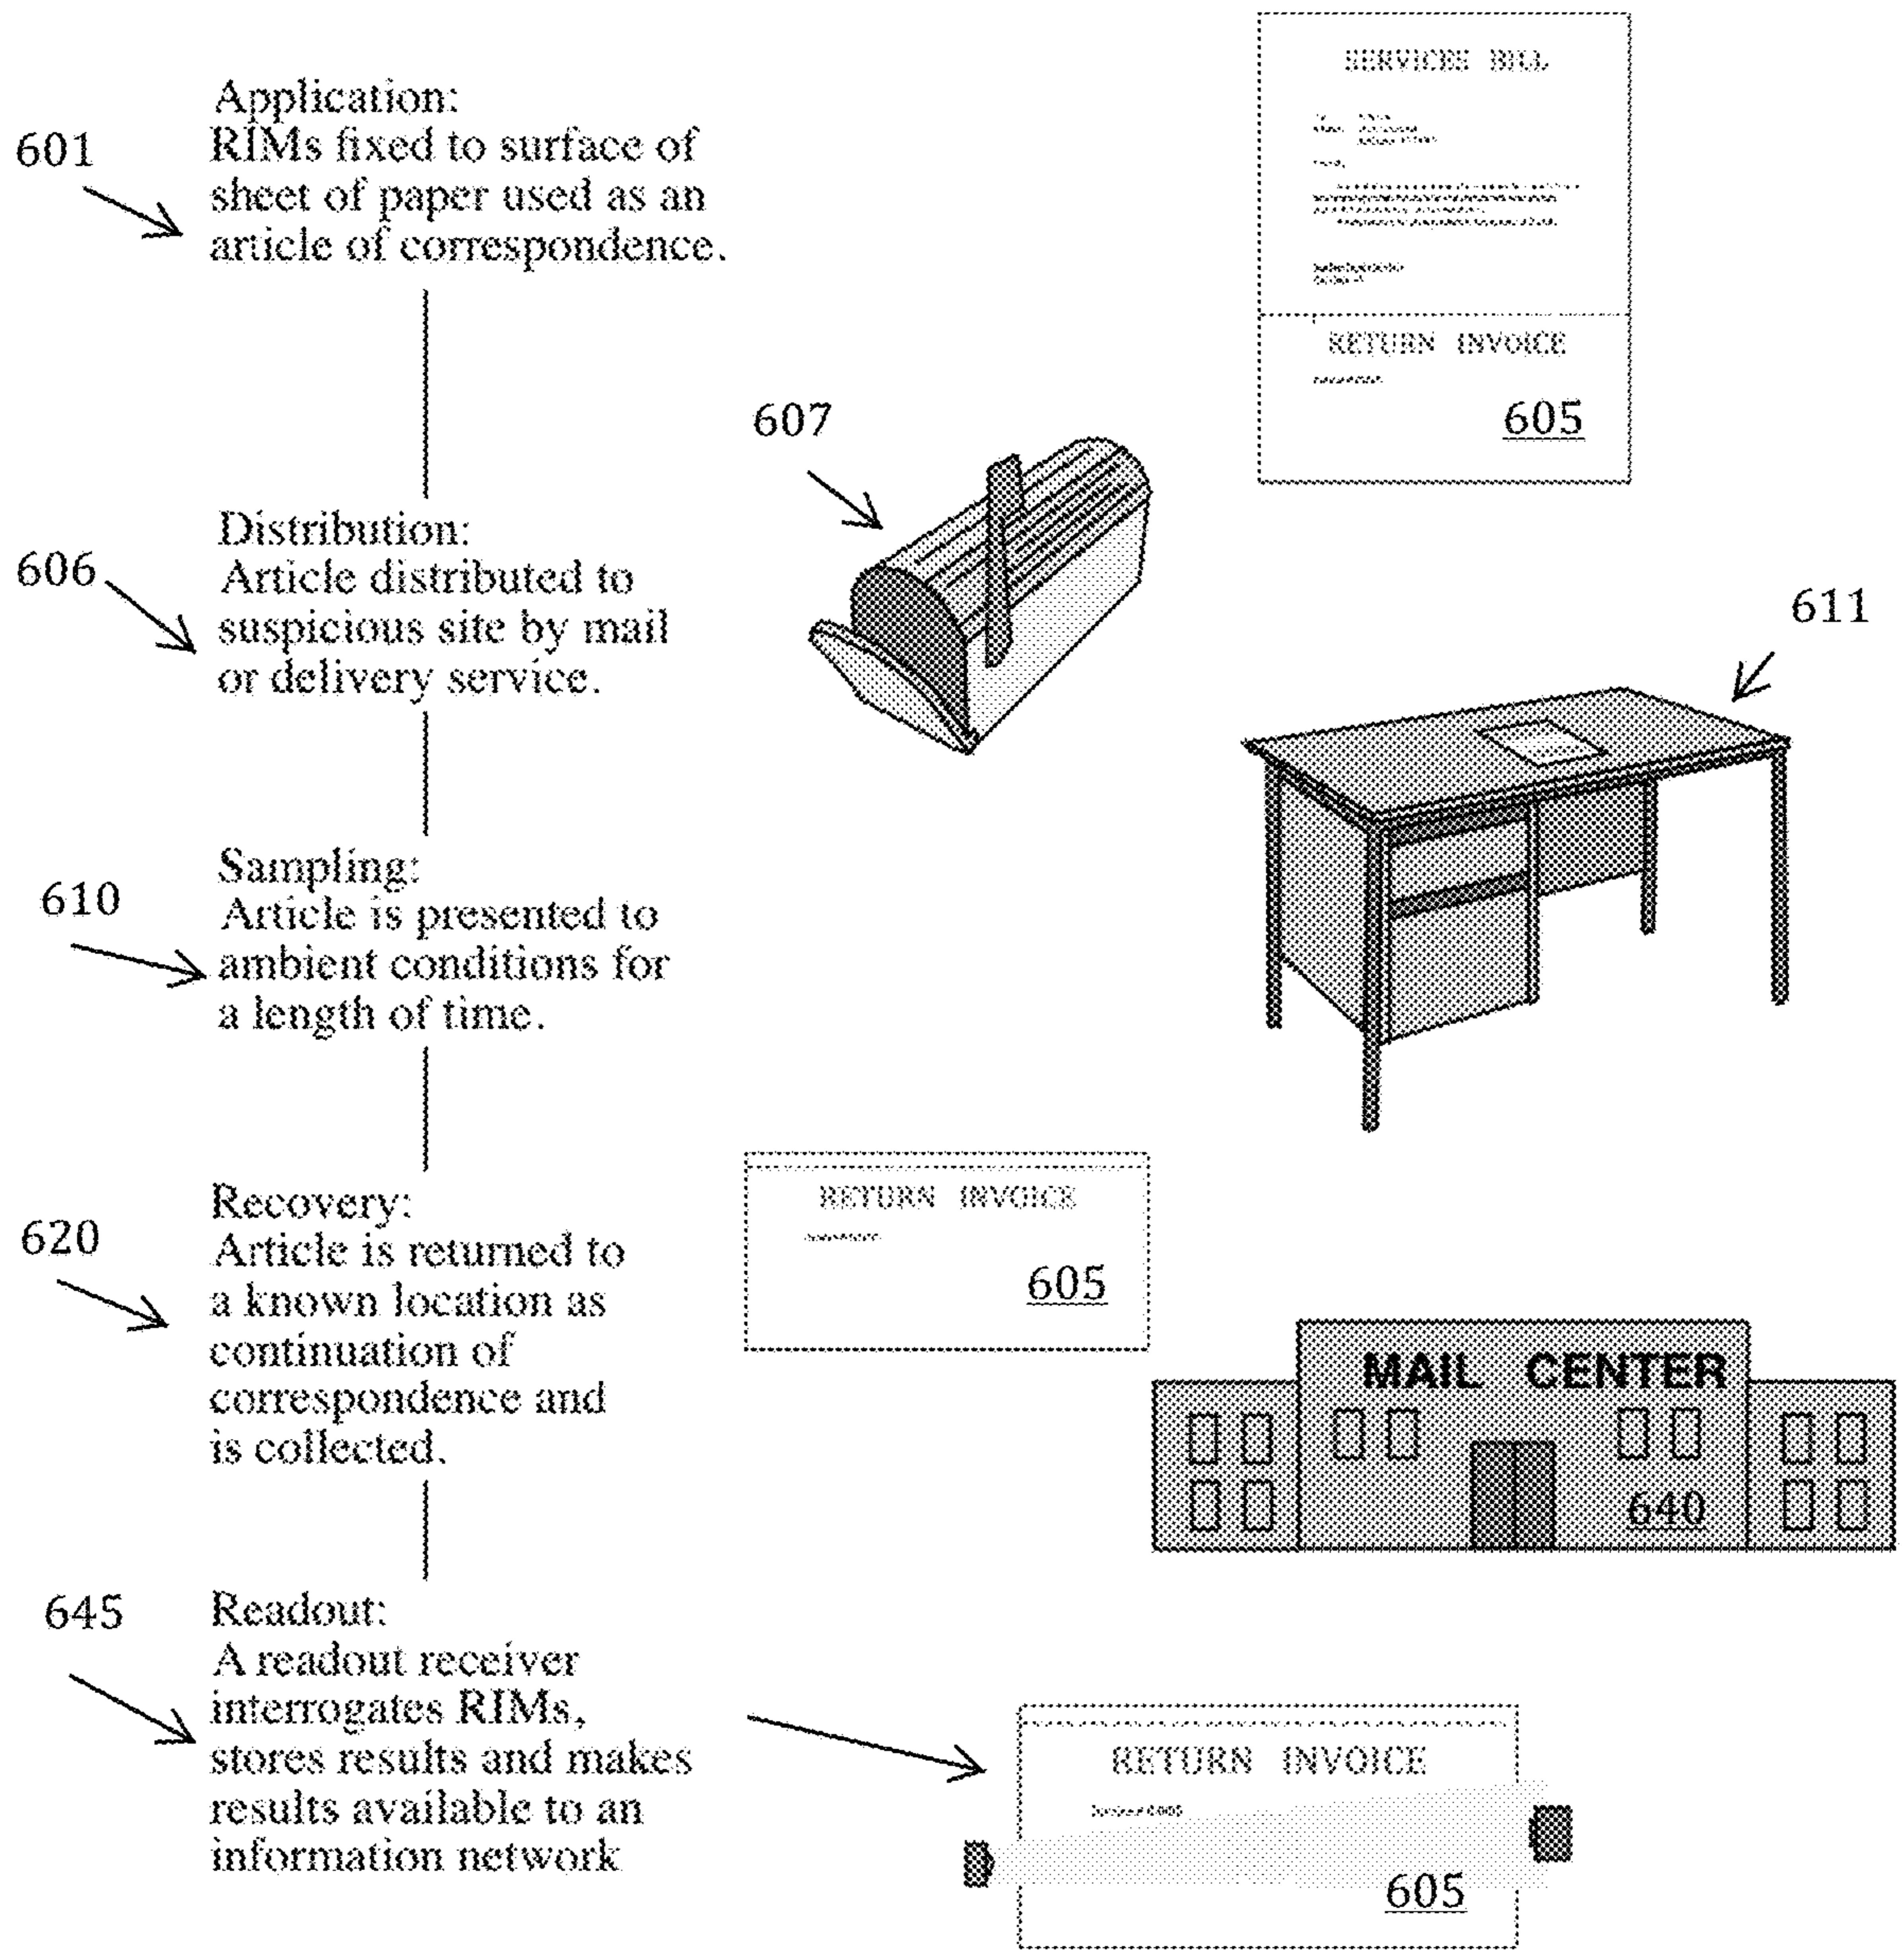 SERVICES BILL
Application:
601
RIMs fixed to surface of
sheet of paper used as an
article of correspondence.
RETURN INVOICE
605
607
Distribution:
606
Article distributed to
suspicious site by mail
or delivery service.
611
Sampling:
610
Article is presented to
ambient conditions for
a length of time.
Recovery:
620
Article is returned to
a known location as
continuation of
correspondence and
is collected.
RETURN INVOICE
605
MAIL CENTER
640
645
Readout:
A readout receiver
interrogates RIMs,
stores results and makes
results available to an
information network
RETURN INVOICE
605